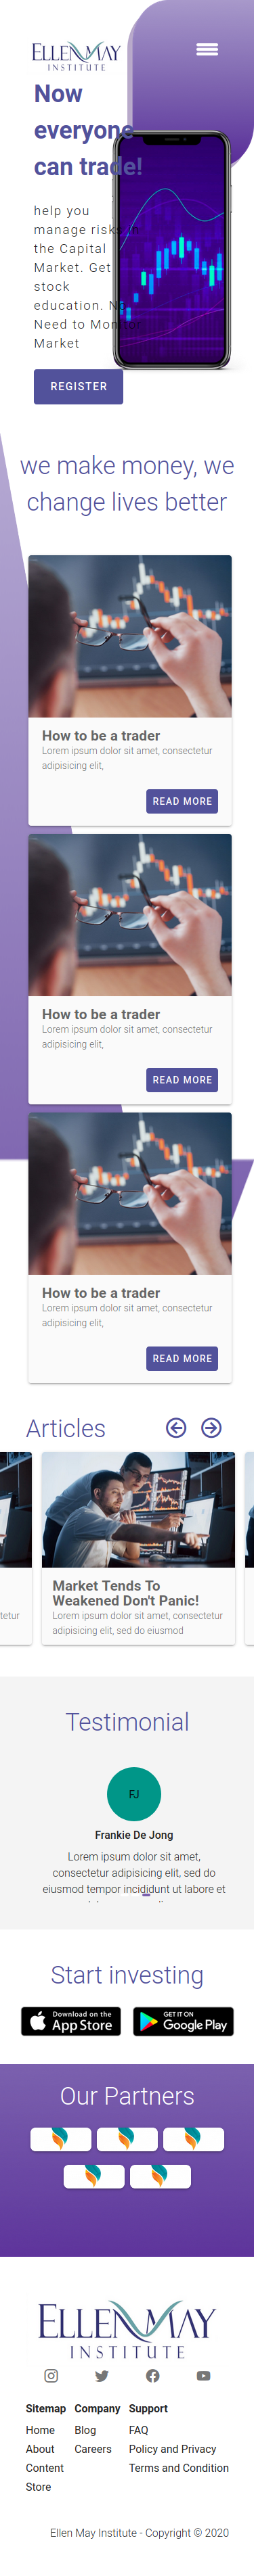 ELLEN MAY
INSTITUTE
Now
everyone
can trade!
help you
manage risks
the Capital
Market. Get
stock
education.
Need to
Market
REGISTER
we make money, we
change lives better
How to be a trader
Lorem ipsum dolor sit amet, consectetur
adipisicing elit,
READ MORE
How to be a trader
Lorem ipsum dolor sit amet, consectetur
adipisicing elit,
READ MORE
How to be a trader
Lorem ipsum dolor sit amet, consectetur
adipisicing elit,
READ MORE
Articles
Market Tends To
Weakened Don't Panic!
tetur
Lorem ipsum dolor sit amet, consectetur
adipisicing elit, sed do eiusmod
Testimonial
FJ
Frankie De Jong
Lorem ipsum dolor sit amet,
consectetur adipisicing elit, sed do
eiusmod tempor incididunt ut labore et
Start investing
Download on the
App Store
GET IT ON
Google Play
Our Partners
ELLEN MAY
INSTITUTE
Sitemap Company Support
Home Blog FAQ
About Careers Policy and Privacy
Content Terms and Condition
Store
Ellen May Institute - Copyright © 2020